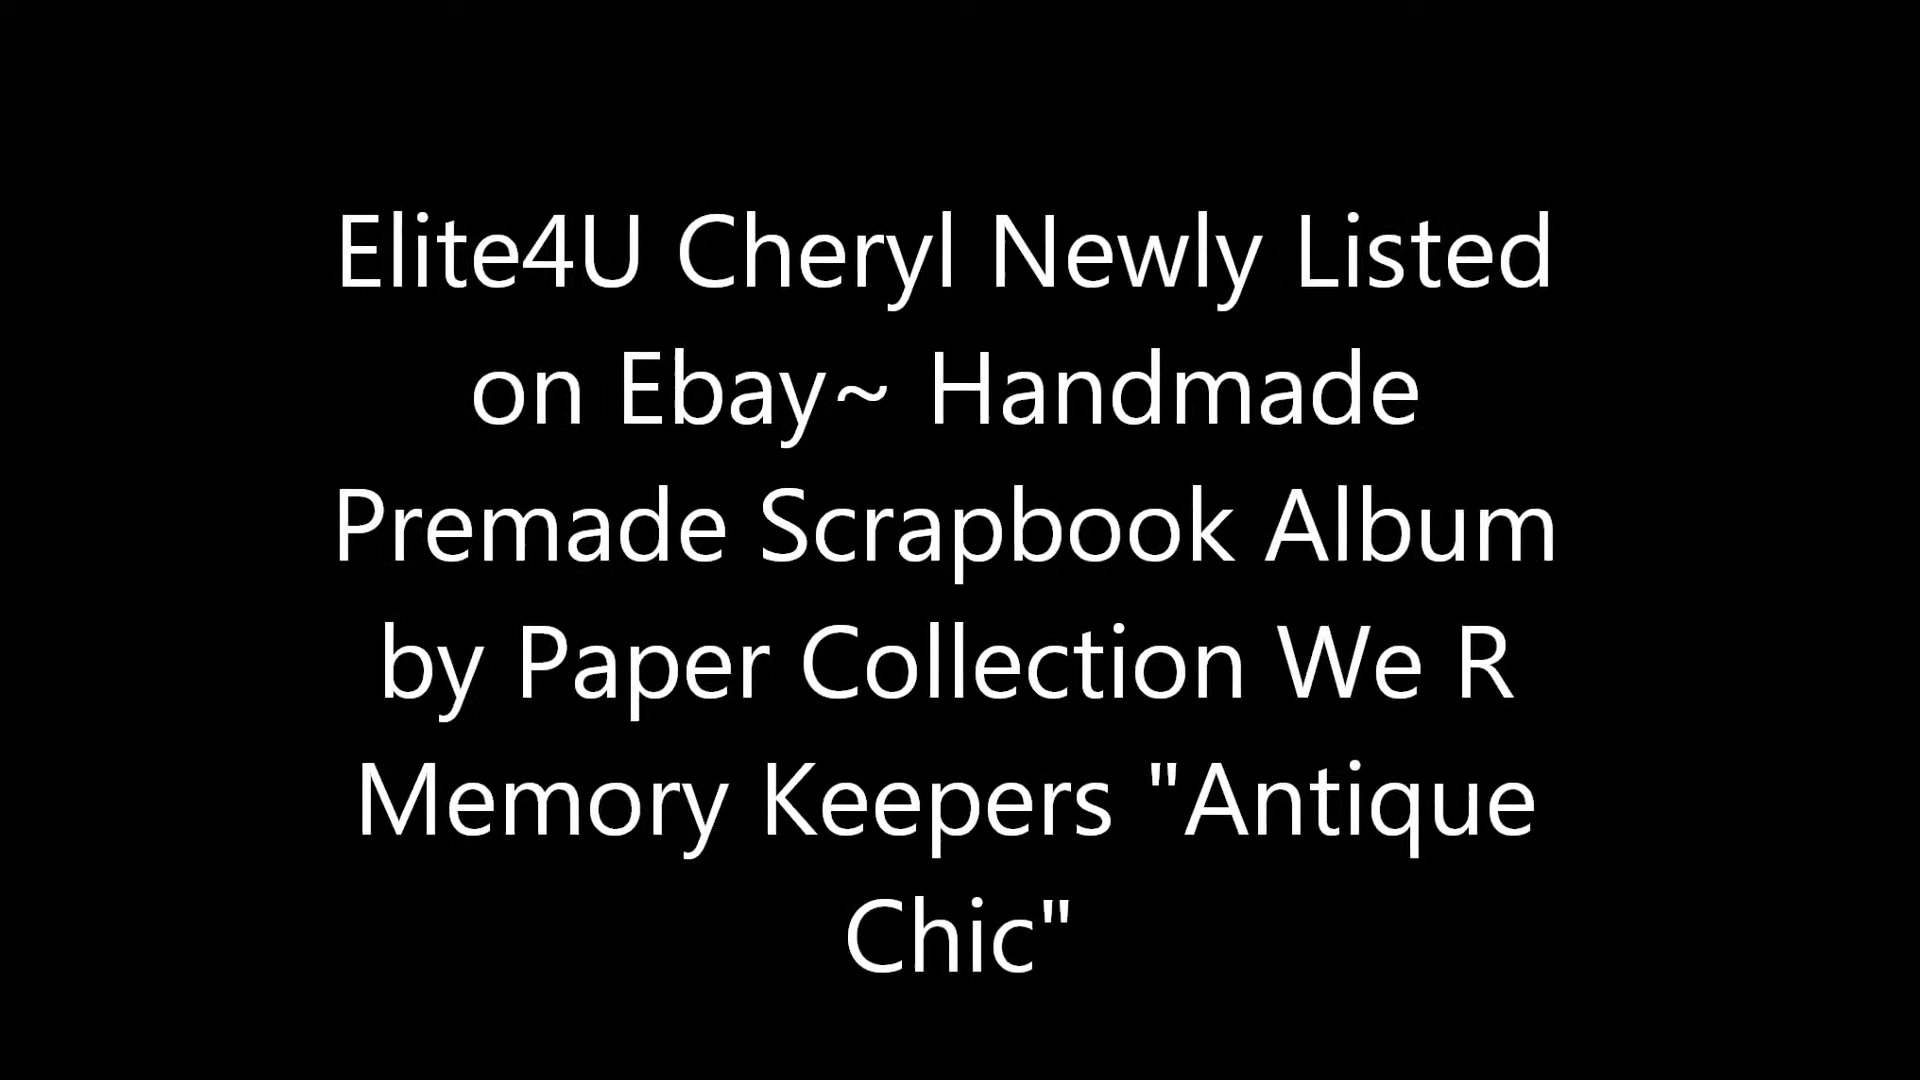 Elite4U Cheryl Newly Listed
on Ebay~ Handmade
Premade Scrapbook Album
by Paper Collection We R
Memory Keepers "Antique
Chic"